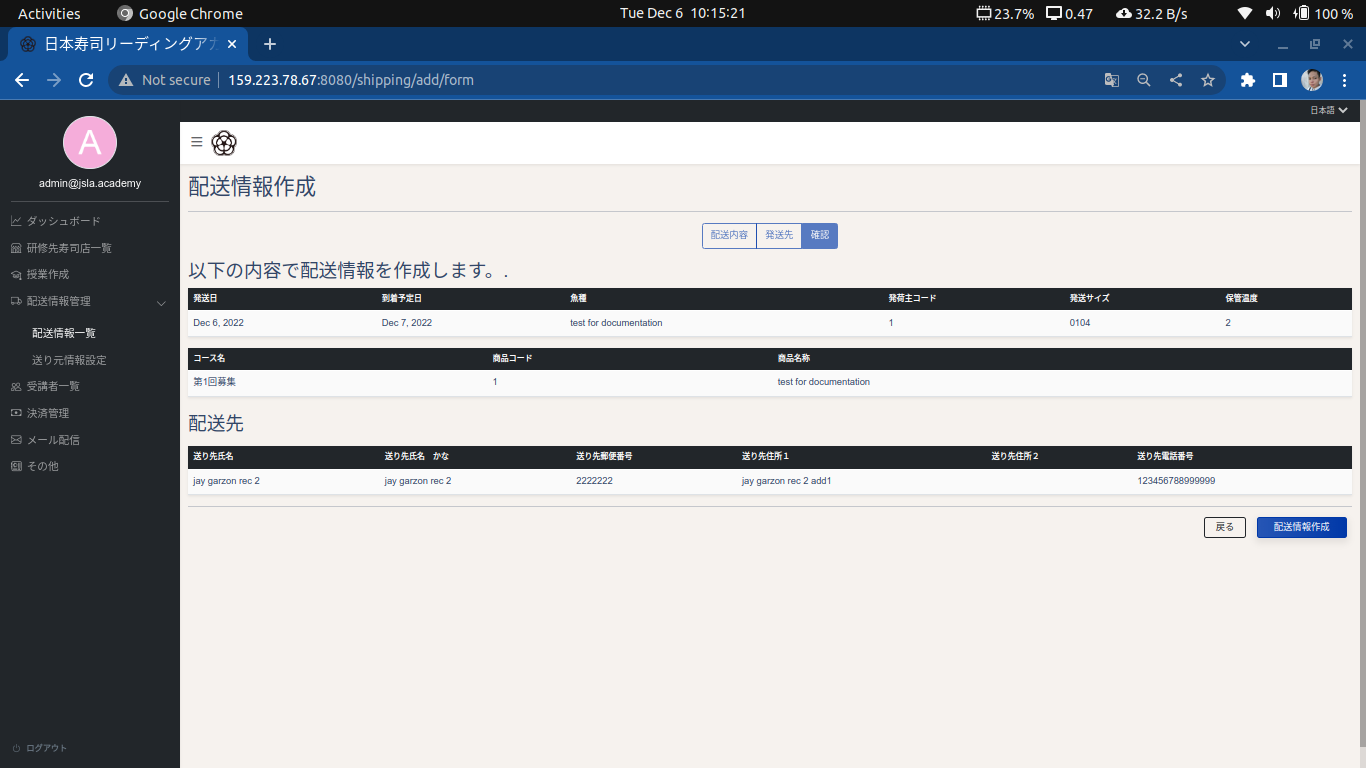 Activities Google Chrome Tue Dec 6 10:15:21 23.7% 0.47 32.2 B/s 100 %
日本寿司リーディングアカ
Not secure 159.223.78.67:8080/shipping/add/form
日本語
A
admin@jsla.academy
ダッシュボード
研修先寿司店一覧
授業作成
配送情報管理
配送情報一覧
送り元情報設定
受講者一覧
決済管理
メール配信
その他
ログアウト
配送情報作成
配送内容 発送先 確認
以下の内容で配送情報を作成します。.
発送日 到着予定日 魚種 発荷主コード 発送サイズ 保管温度
Dec 6, 2022 Dec 7, 2022 test for documentation 1 0104 2
コース名 商品コード 商品名称
第1回募集 1 test for documentation
配送先
送り先氏名 送り先氏名　かな 送り先郵便番号 送り先住所１ 送り先住所２ 送り先電話番号
jay garzon rec 2 jay garzon rec 2 2222222 jay garzon rec 2 add1 123456788999999
戻る 配送情報作成